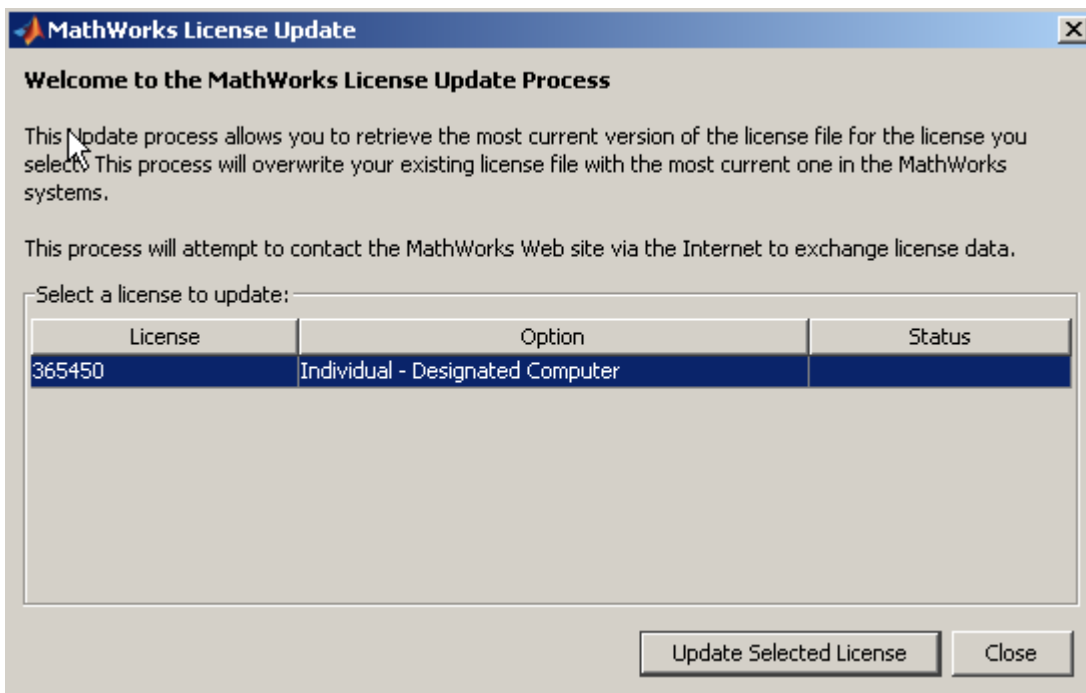 MathWorks License Update
Welcome to the MathWorks License Update Process
This Update process allows you to retrieve the most current version of the license file for the license you
select. This process will overwrite your existing license file with the most current one in the MathWorks
systems.
This process will attempt to contact the MathWorks Web site via the Internet to exchange license data.
Select a license to update:
License Option Status
365450 Individual - Designated Computer
Update Selected License Close